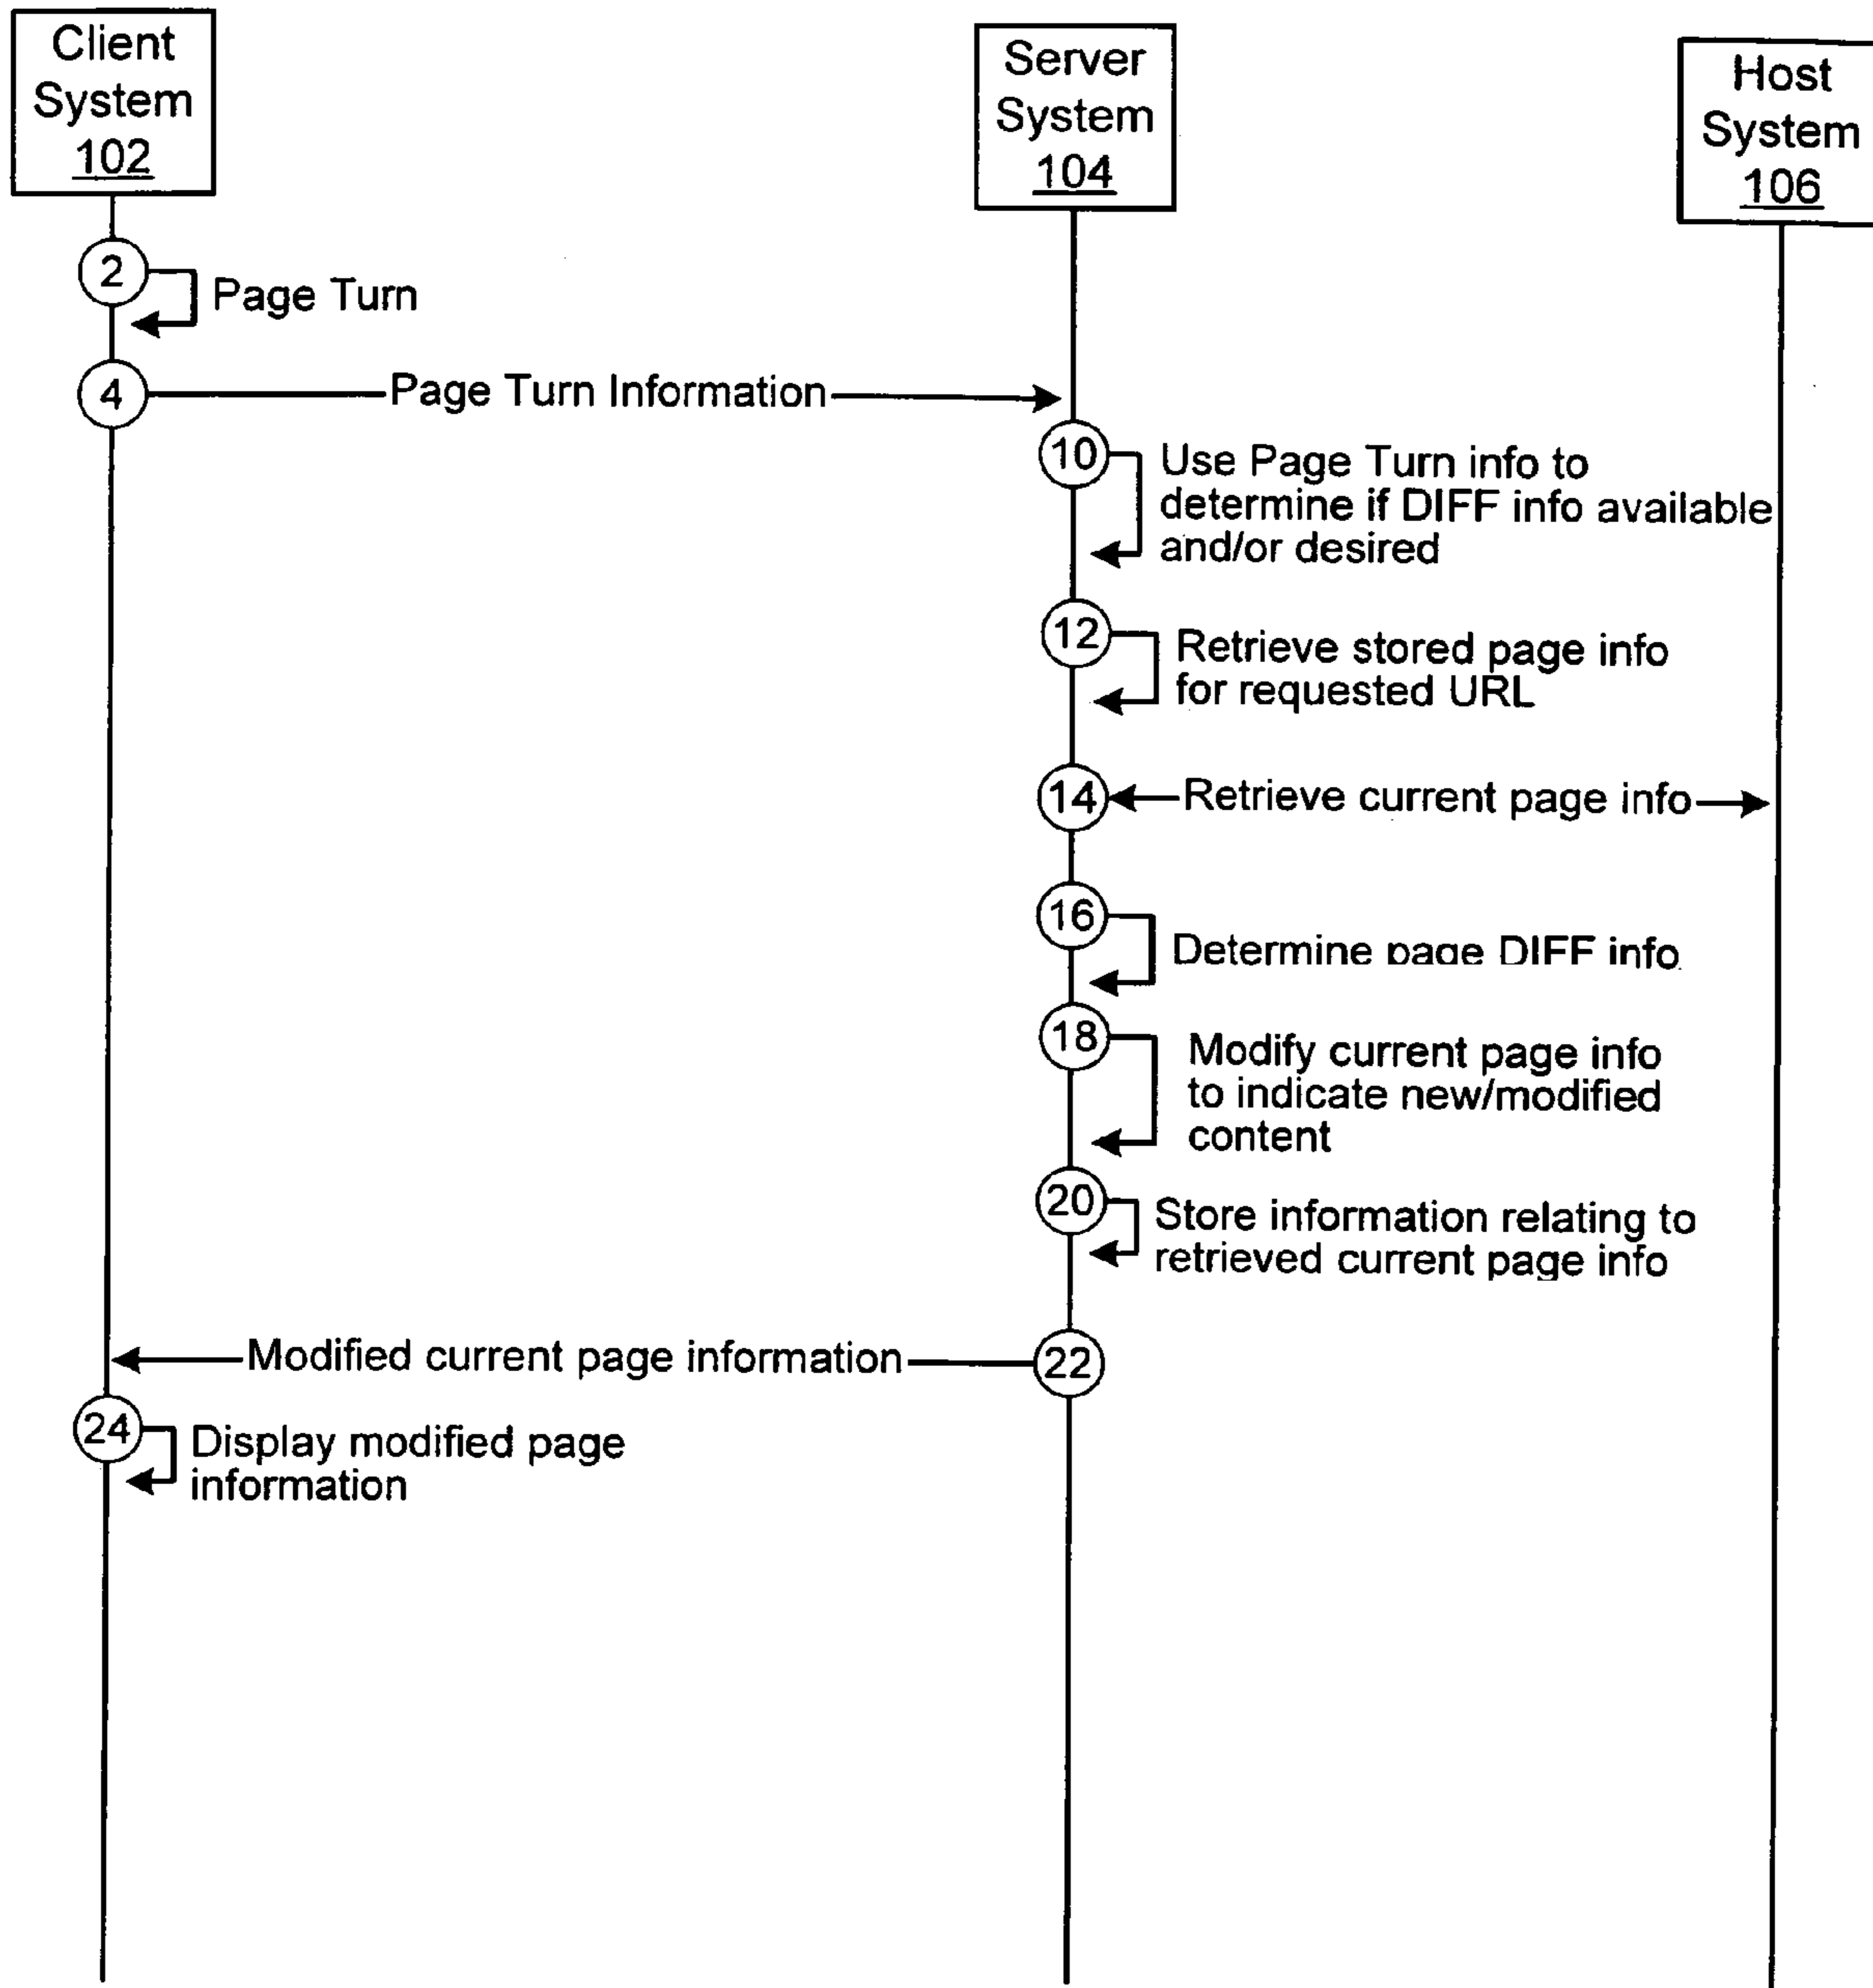 Client
System
102
Server
System
104
Host
System
106
2
Page Turn
4
Page Turn Information
10
Use Page Turn info to
determine if DIFF info available
and/or desired
12
Retrieve stored page info
for requested URL
14
Retrieve current page info
16
Determine page DIFF info
18
Modify current page info
to indicate new/modified
content
20
Store information relating to
retrieved current page info
Modified current page information
22
24
Display modified page
information